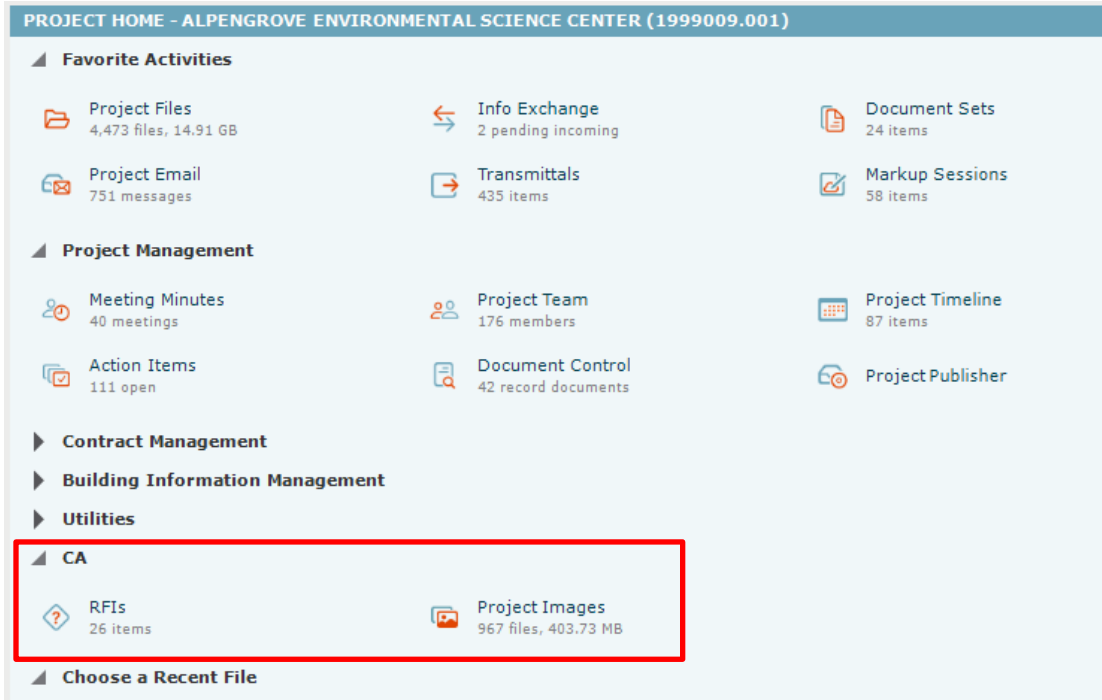 PROJECT HOME - ALPENGROVE ENVIRONMENTAL SCIENCE CENTER (1999009.001)
Favorite Activities
Project Files
4,473 files, 14.91 GB
Info Exchange
2 pending incoming
Document Sets
24 items
Project Email
751 messages
Transmittals
435 items
Markup Sessions
58 items
Project Management
Meeting Minutes
40 meetings
Project Team
176 members
Project Timeline
87 items
Action Items
111 open
Document Control
42 record documents
Project Publisher
Contract Management
Building Information Management
Utilities
CA
RFIs
26 items
Project Images
967 files, 403.73 MB
Choose a Recent File